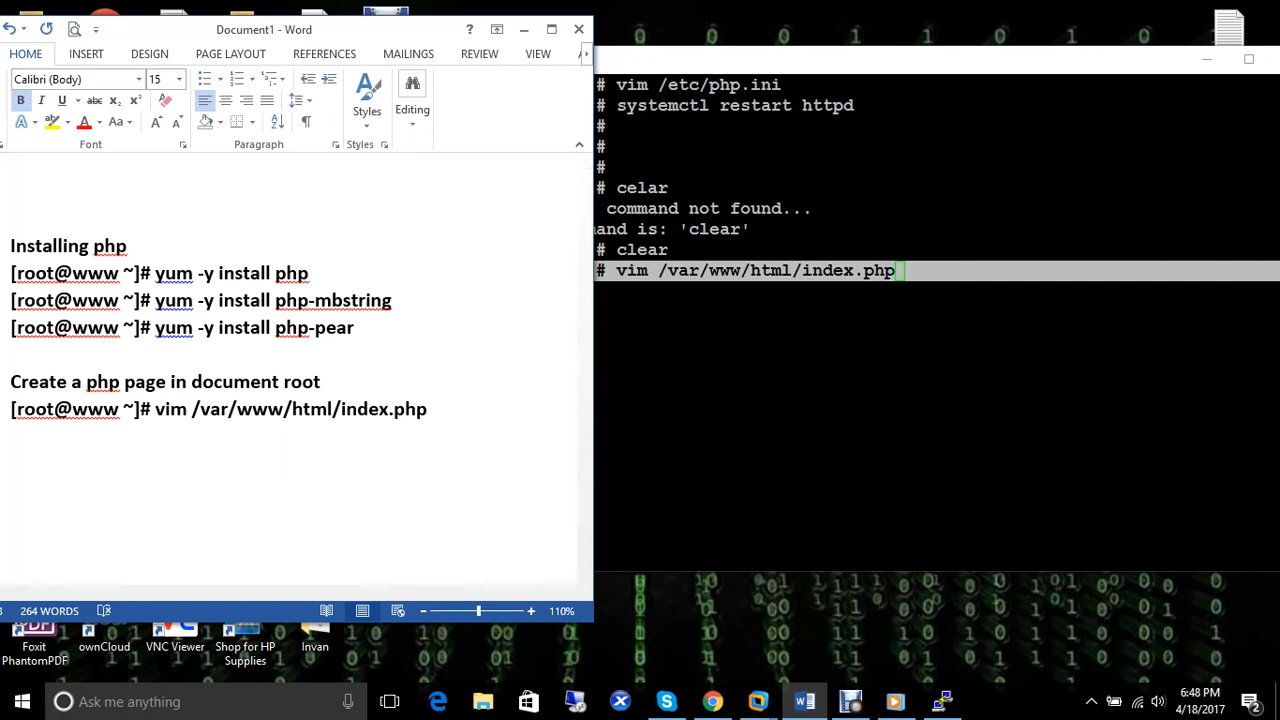 Document1 - Word
?
HOME INSERT DESIGN PAGE LAYOUT REFERENCES MAILINGS REVIEW VIEW
Calibri (Body) 15
B I U abc x₂ x²
A A Aa A A
Styles
Editing
Font Paragraph Styles
Installing php
[root@www ~]# yum -y install php
[root@www ~]# yum -y install php-mbstring
[root@www ~]# yum -y install php-pear
Create a php page in document root
[root@www ~]# vim /var/www/html/index.php
264 WORDS 110%
# vim /etc/php.ini
# systemctl restart httpd
#
#
#
# celar
command not found...
and is: 'clear'
# clear
# vim /var/www/html/index.php
Foxit PhantomPDF
ownCloud
VNC Viewer
Shop for HP Supplies
Invan
Ask me anything
6:48 PM
4/18/2017
2